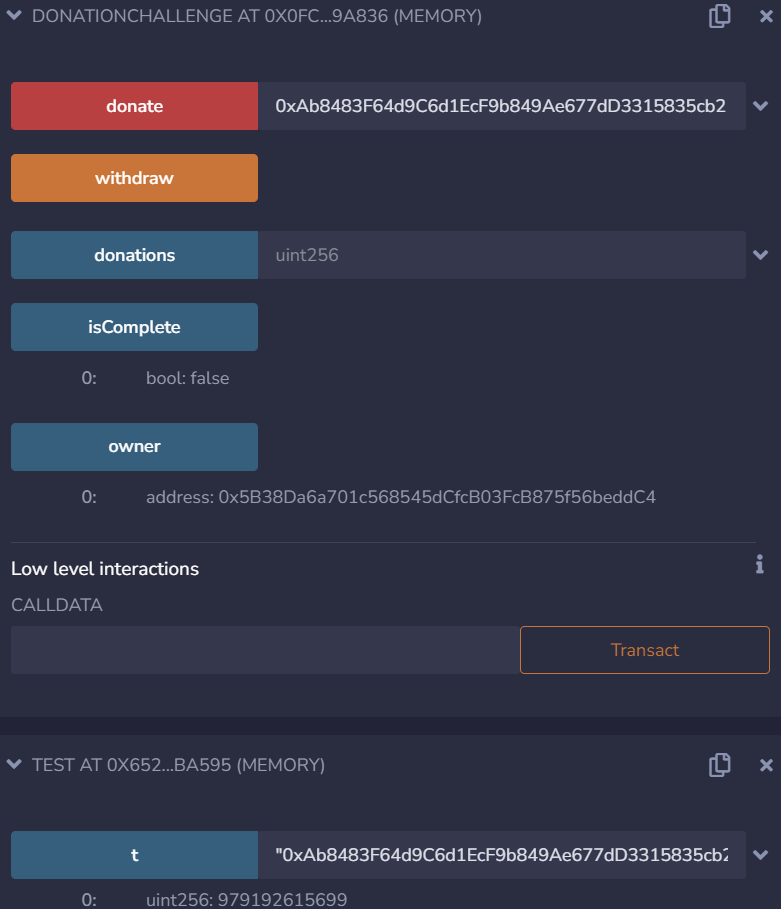 DONATIONCHALLENGE AT 0X0FC...9A836 (MEMORY)
donate 0xAb8483F64d9C6d1EcF9b849Ae677dD3315835cb2
withdraw
donations uint256
isComplete
0: bool: false
owner
0: address: 0x5B38Da6a701c568545dCfcB03FcB875f56beddC4
Low level interactions
CALLDATA
Transact
TEST AT 0X652...BA595 (MEMORY)
t "0xAb8483F64d9C6d1EcF9b849Ae677dD3315835cb2
0: uint256: 979192615699